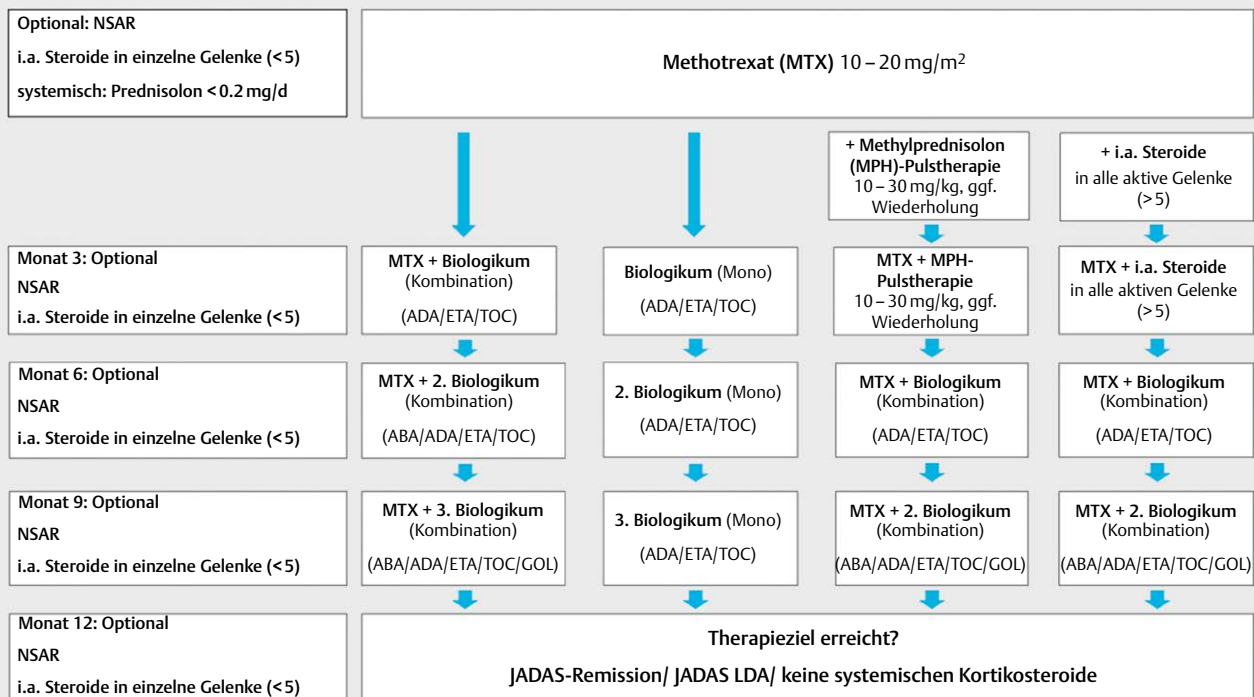 Optional: NSAR
i.a. Steroide in einzelne Gelenke (<5)
systemisch: Prednisolon <0.2 mg/d
Methotrexat (MTX) 10–20 mg/m²
+ Methylprednisolon
(MPH)-Pulstherapie
10–30 mg/kg, ggf.
Wiederholung
+ i.a. Steroide
in alle aktive Gelenke
(>5)
Monat 3: Optional
NSAR
i.a. Steroide in einzelne Gelenke (<5)
MTX + Biologikum
(Kombination)
(ADA/ETA/TOC)
Biologikum (Mono)
(ADA/ETA/TOC)
MTX + MPH-
Pulstherapie
10–30 mg/kg, ggf.
Wiederholung
MTX + i.a. Steroide
in alle aktiven Gelenke
(>5)
Monat 6: Optional
NSAR
i.a. Steroide in einzelne Gelenke (<5)
MTX + 2. Biologikum
(Kombination)
(ABA/ADA/ETA/TOC)
2. Biologikum (Mono)
(ADA/ETA/TOC)
MTX + Biologikum
(Kombination)
(ADA/ETA/TOC)
MTX + Biologikum
(Kombination)
(ADA/ETA/TOC)
Monat 9: Optional
NSAR
i.a. Steroide in einzelne Gelenke (<5)
MTX + 3. Biologikum
(Kombination)
(ABA/ADA/ETA/TOC/GOL)
3. Biologikum (Mono)
(ADA/ETA/TOC)
MTX + 2. Biologikum
(Kombination)
(ABA/ADA/ETA/TOC/GOL)
MTX + 2. Biologikum
(Kombination)
(ABA/ADA/ETA/TOC/GOL)
Monat 12: Optional
NSAR
i.a. Steroide in einzelne Gelenke (<5)
Therapieziel erreicht?
JADAS-Remission/ JADAS LDA/ keine systemischen Kortikosteroide